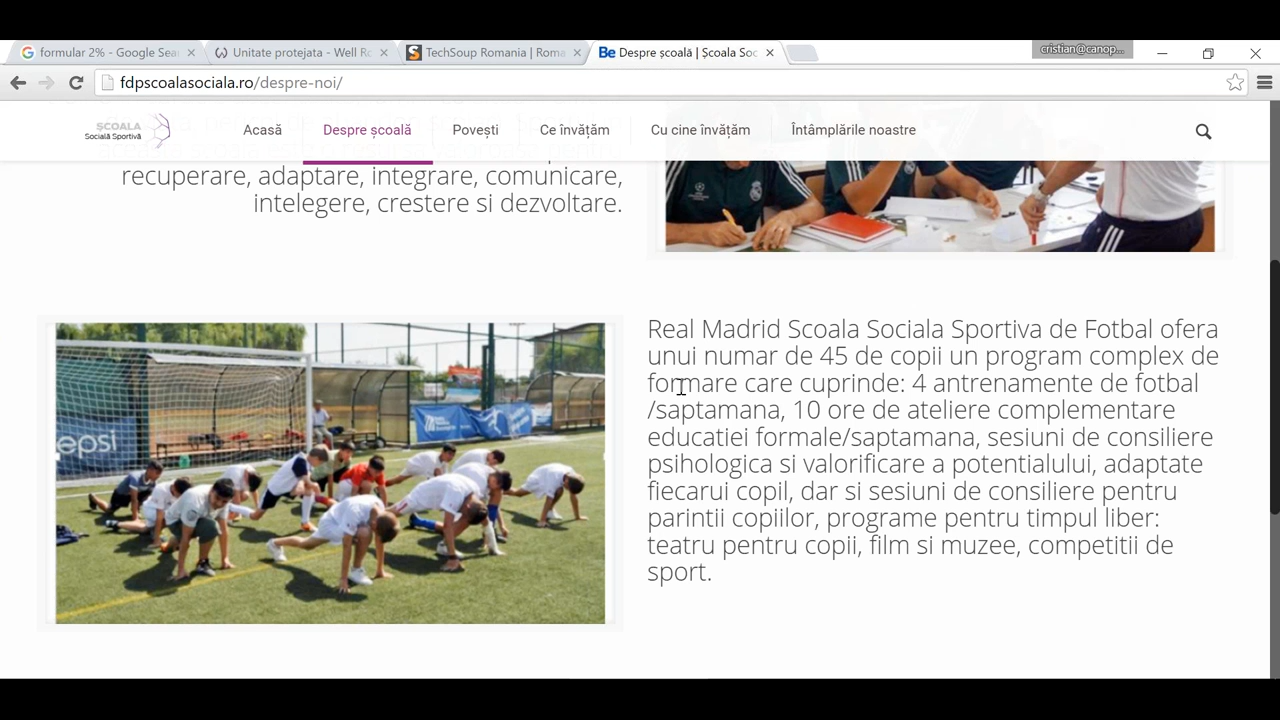 formular 2% - Google Sea
Unitate protejata - Well Ro
TechSoup Romania | Roma
Be Despre școală | Școala Soc
cristian@canop...
fdpscoalasociala.ro/despre-noi/
ȘCOALA
Socială Sportivă
Acasă
Despre școală
Povești
Ce învățăm
Cu cine învățăm
Întâmplările noastre
recuperare, adaptare, integrare, comunicare,
intelegere, crestere si dezvoltare.
epsi
Real Madrid Scoala Sociala Sportiva de Fotbal ofera
unui numar de 45 de copii un program complex de
formare care cuprinde: 4 antrenamente de fotbal
/saptamana, 10 ore de ateliere complementare
educatiei formale/saptamana, sesiuni de consiliere
psihologica si valorificare a potentialului, adaptate
fiecarui copil, dar si sesiuni de consiliere pentru
parintii copiilor, programe pentru timpul liber:
teatru pentru copii, film si muzee, competitii de
sport.